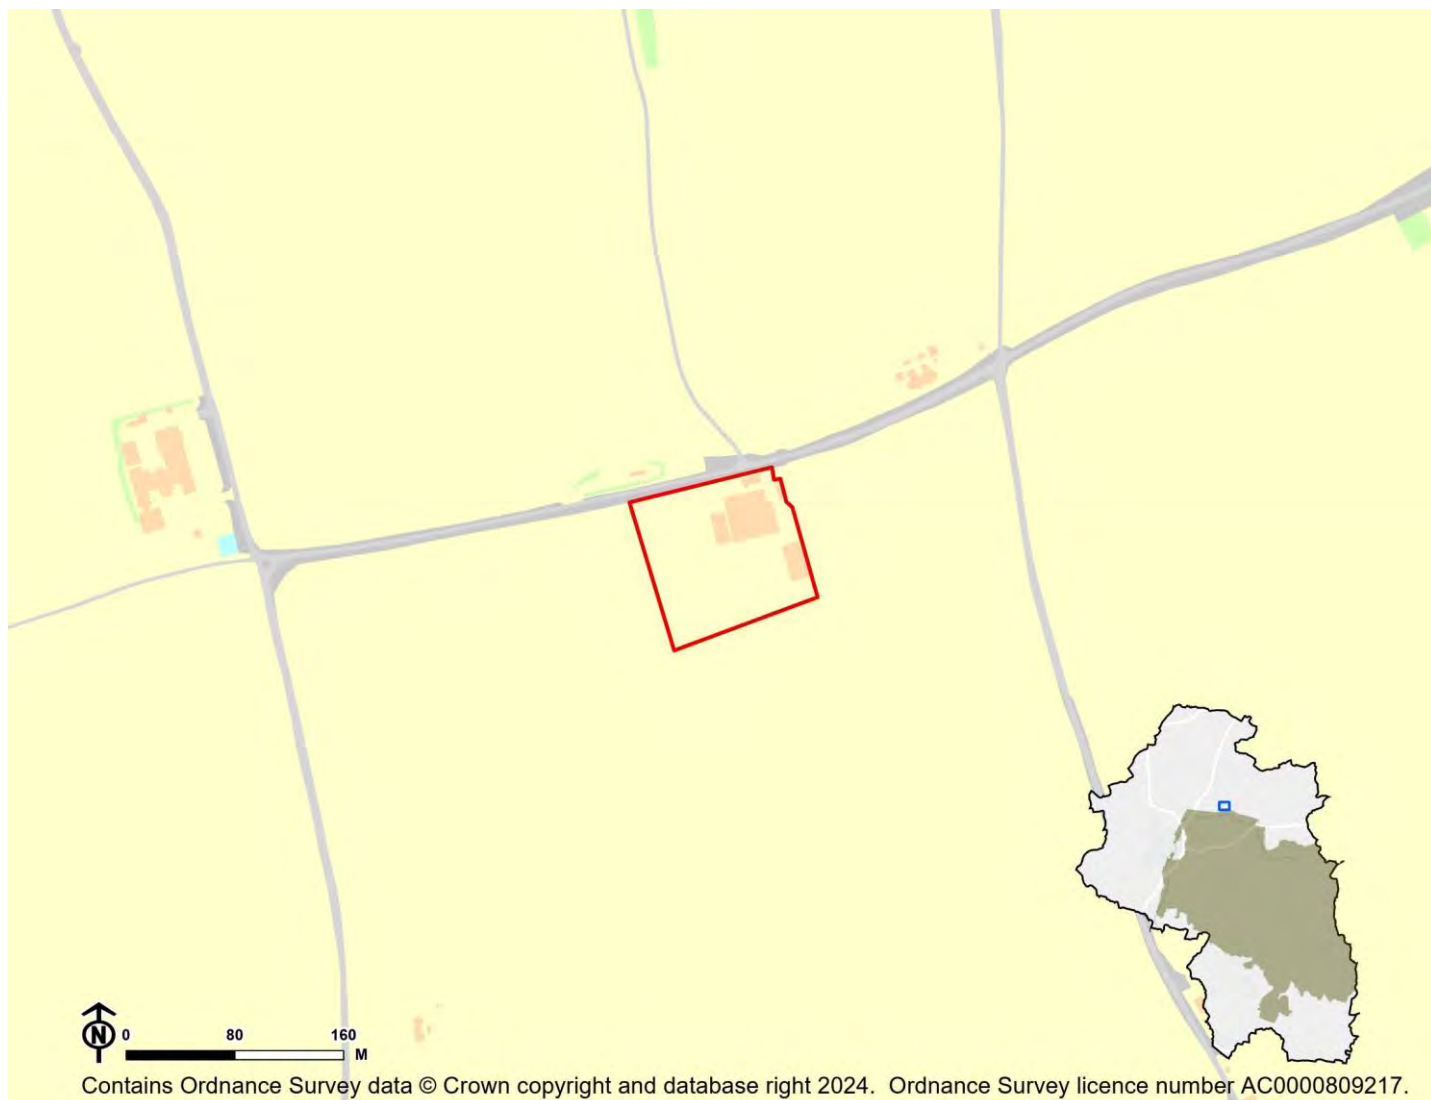 N 0 80 160
M
Contains Ordnance Survey data © Crown copyright and database right 2024. Ordnance Survey licence number AC0000809217.